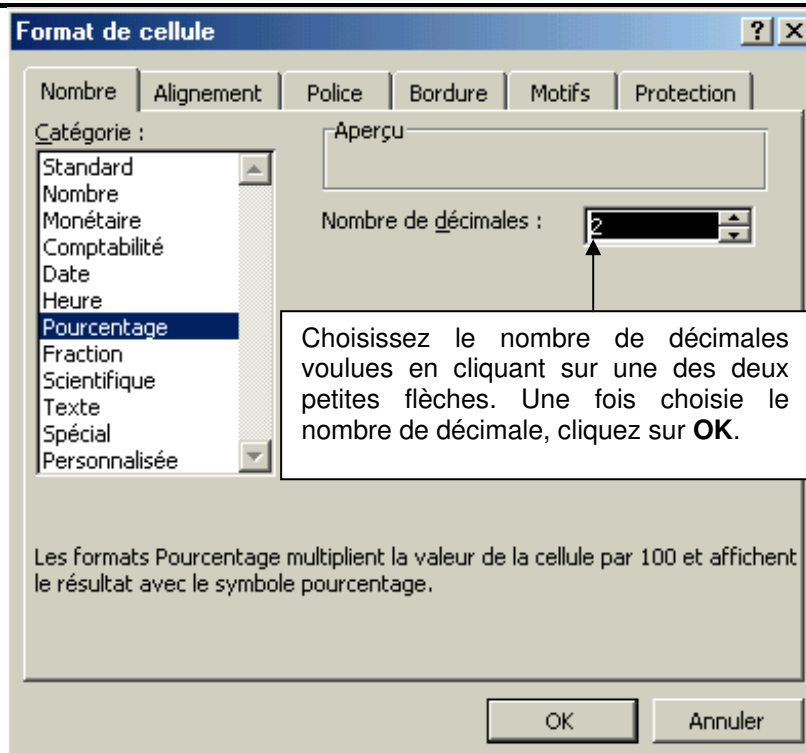 Format de cellule
Nombre Alignement Police Bordure Motifs Protection
Catégorie :
Aperçu
Standard
Nombre
Monétaire
Comptabilité
Date
Heure
Pourcentage
Fraction
Scientifique
Texte
Spécial
Personnalisée
Nombre de décimales : 2
Choisissez le nombre de décimales
voulues en cliquant sur une des deux
petites flèches. Une fois choisie le
nombre de décimale, cliquez sur OK.
Les formats Pourcentage multiplient la valeur de la cellule par 100 et affichent
le résultat avec le symbole pourcentage.
OK Annuler